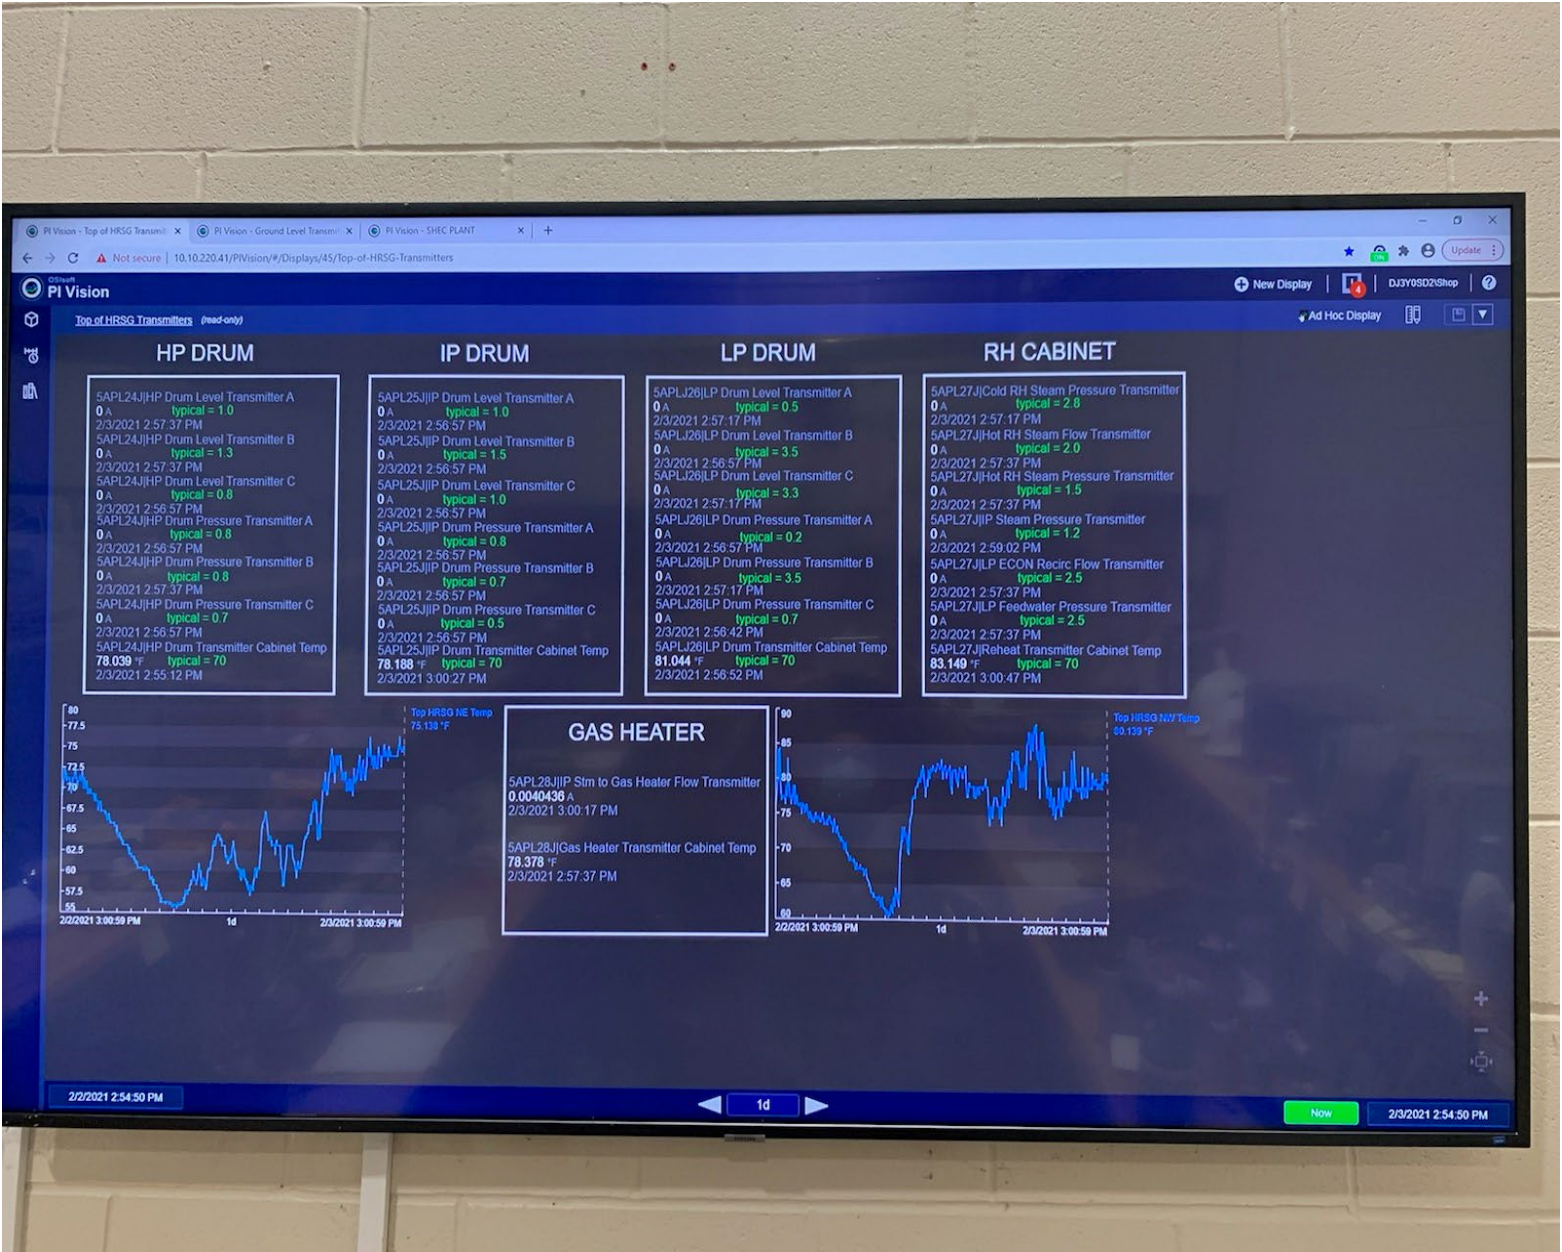 PI Vision - Top of HRSG Transmit
PI Vision - Ground Level Transmi
PI Vision - SHEC PLANT
Not secure
10.10.220.41/PIVision/#/Displays/45/Top-of-HRSG-Transmitters
ON
Update
OSIsoft
PI Vision
New Display
4
DJ3Y0SD2\Shop
Top of HRSG Transmitters (read-only)
Ad Hoc Display
HP DRUM
5APL24J|HP Drum Level Transmitter A
0 A typical = 1.0
2/3/2021 2:57:37 PM
5APL24J|HP Drum Level Transmitter B
0 A typical = 1.3
2/3/2021 2:57:37 PM
5APL24J|HP Drum Level Transmitter C
0 A typical = 0.8
2/3/2021 2:56:57 PM
5APL24J|HP Drum Pressure Transmitter A
0 A typical = 0.8
2/3/2021 2:56:57 PM
5APL24J|HP Drum Pressure Transmitter B
0 A typical = 0.8
2/3/2021 2:57:37 PM
5APL24J|HP Drum Pressure Transmitter C
0 A typical = 0.7
2/3/2021 2:56:57 PM
5APL24J|HP Drum Transmitter Cabinet Temp
78.039 °F typical = 70
2/3/2021 2:55:12 PM
IP DRUM
5APL25J|IP Drum Level Transmitter A
0 A typical = 1.0
2/3/2021 2:56:57 PM
5APL25J|IP Drum Level Transmitter B
0 A typical = 1.5
2/3/2021 2:56:57 PM
5APL25J|IP Drum Level Transmitter C
0 A typical = 1.0
2/3/2021 2:56:57 PM
5APL25J|IP Drum Pressure Transmitter A
0 A typical = 0.8
2/3/2021 2:56:57 PM
5APL25J|IP Drum Pressure Transmitter B
0 A typical = 0.7
2/3/2021 2:56:57 PM
5APL25J|IP Drum Pressure Transmitter C
0 A typical = 0.5
2/3/2021 2:56:57 PM
5APL25J|IP Drum Transmitter Cabinet Temp
78.188 °F typical = 70
2/3/2021 3:00:27 PM
LP DRUM
5APLJ26|LP Drum Level Transmitter A
0 A typical = 0.5
2/3/2021 2:57:17 PM
5APLJ26|LP Drum Level Transmitter B
0 A typical = 3.5
2/3/2021 2:56:57 PM
5APLJ26|LP Drum Level Transmitter C
0 A typical = 3.3
2/3/2021 2:57:17 PM
5APLJ26|LP Drum Pressure Transmitter A
0 A typical = 0.2
2/3/2021 2:56:57 PM
5APLJ26|LP Drum Pressure Transmitter B
0 A typical = 3.5
2/3/2021 2:57:17 PM
5APLJ26|LP Drum Pressure Transmitter C
0 A typical = 0.7
2/3/2021 2:56:42 PM
5APLJ26|LP Drum Transmitter Cabinet Temp
81.044 °F typical = 70
2/3/2021 2:56:52 PM
RH CABINET
5APL27J|Cold RH Steam Pressure Transmitter
0 A typical = 2.8
2/3/2021 2:57:17 PM
5APL27J|Hot RH Steam Flow Transmitter
0 A typical = 2.0
2/3/2021 2:57:37 PM
5APL27J|Hot RH Steam Pressure Transmitter
0 A typical = 1.5
2/3/2021 2:57:37 PM
5APL27J|IP Steam Pressure Transmitter
0 A typical = 1.2
2/3/2021 2:59:02 PM
5APL27J|LP ECON Recirc Flow Transmitter
0 A typical = 2.5
2/3/2021 2:57:37 PM
5APL27J|LP Feedwater Pressure Transmitter
0 A typical = 2.5
2/3/2021 2:57:37 PM
5APL27J|Reheat Transmitter Cabinet Temp
83.149 °F typical = 70
2/3/2021 3:00:47 PM
80
77.5
75
72.5
70
67.5
65
62.5
60
57.5
55
2/2/2021 3:00:59 PM 1d 2/3/2021 3:00:59 PM
Top HRSG NE Temp
75.138 °F
GAS HEATER
5APL28J|IP Stm to Gas Heater Flow Transmitter
0.0040436 A
2/3/2021 3:00:17 PM
5APL28J|Gas Heater Transmitter Cabinet Temp
78.378 °F
2/3/2021 2:57:37 PM
90
85
80
75
70
65
60
2/2/2021 3:00:59 PM 1d 2/3/2021 3:00:59 PM
Top HRSG NW Temp
80.139 °F
2/2/2021 2:54:50 PM
1d
Now
2/3/2021 2:54:50 PM